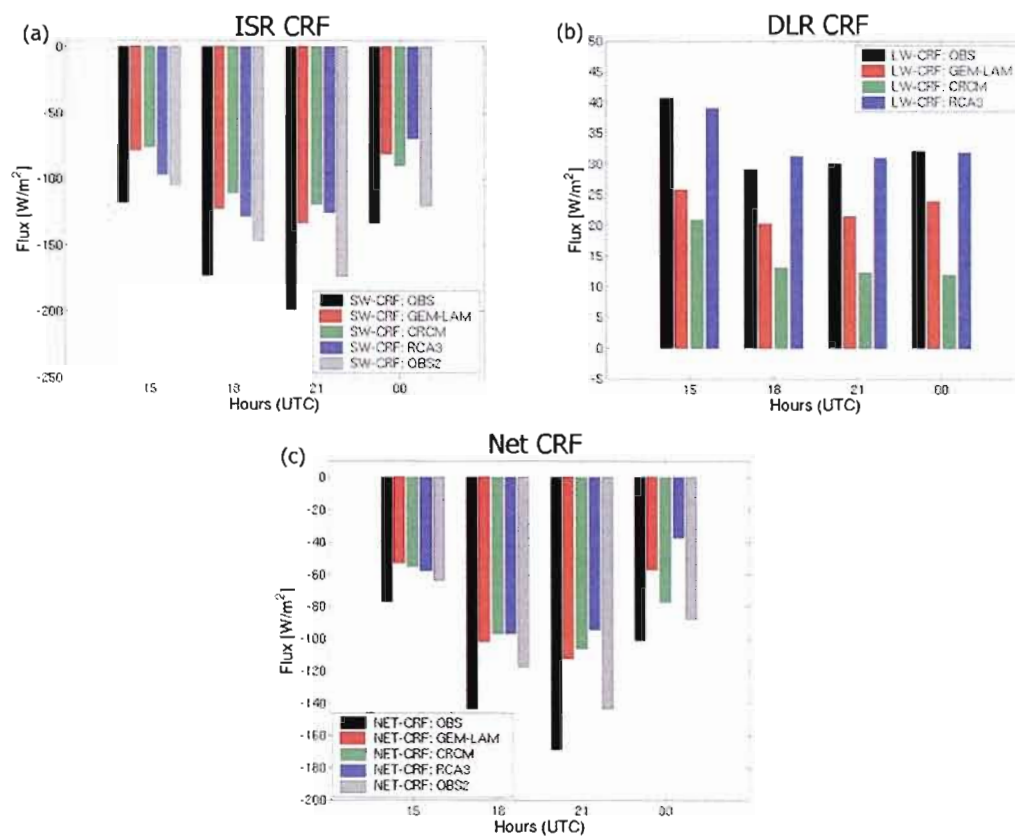 (a)
ISR CRF
0
-50
-100
-150
-200
-250
Flux [W/m²]
SW-CRF: OBS
SW-CRF: GEM-LAM
SW-CRF: CRCM
SW-CRF: RCA3
SW-CRF: OBS2
15
18
21
00
Hours (UTC)
(b)
DLR CRF
50
45
40
35
30
25
20
15
10
5
0
-5
Flux [W/m²]
LW-CRF: OBS
LW-CRF: GEM-LAM
LW-CRF: CRCM
LW-CRF: RCA3
15
18
21
00
Hours (UTC)
(c)
Net CRF
0
-20
-40
-60
-80
-100
-120
-140
-160
-180
-200
Flux [W/m²]
NET-CRF: OBS
NET-CRF: GEM-LAM
NET-CRF: CRCM
NET-CRF: RCA3
NET-CRF: OBS2
15
18
21
00
Hours (UTC)